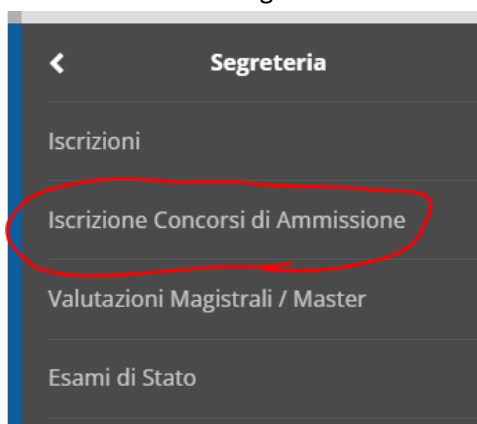 Segreteria
Iscrizioni
Iscrizione Concorsi di Ammissione
Valutazioni Magistrali / Master
Esami di Stato